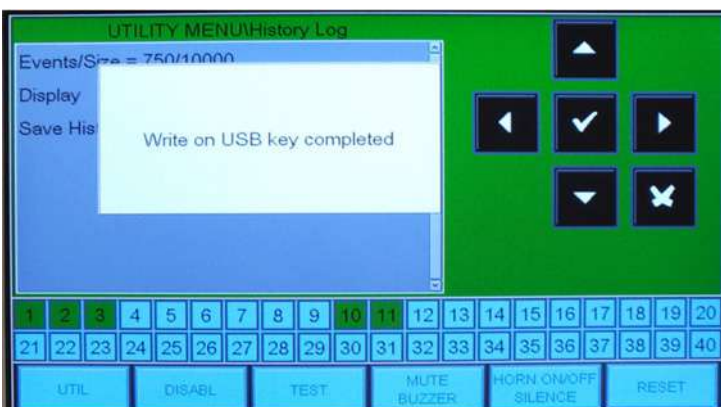 UTILITY MENU\History Log
Events/Size = 750/10000
Display
Save His
Write on USB key completed
1 2 3 4 5 6 7 8 9 10 11 12 13 14 15 16 17 18 19 20
21 22 23 24 25 26 27 28 29 30 31 32 33 34 35 36 37 38 39 40
UTIL DISABL TEST MUTE BUZZER HORN ON/OFF SILENCE RESET